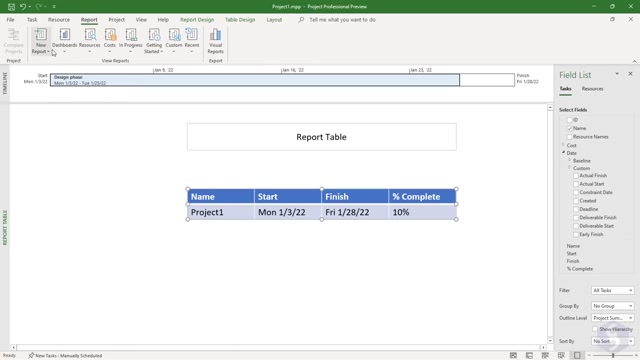 Project1.mpp - Project Professional Preview
File Task Resource Report Project View Help Report Design Table Design Layout Tell me what you want to do
Compare Projects
New Report
Dashboards
Resources
Costs
In Progress
Getting Started
Custom
Recent
Visual Reports
Project
View Reports
Export
TIMELINE
Jan 9, '22
Jan 16, '22
Jan 23, '22
Start
Mon 1/3/22
Design phase
Mon 1/3/22 - Tue 1/25/22
Finish
Fri 1/28/22
REPORT TABLE
Report Table
Name Start Finish % Complete
Project1 Mon 1/3/22 Fri 1/28/22 10%
Field List
Tasks Resources
Select Fields
ID
Name
Resource Names
Cost
Data
Baseline
Custom
Actual Finish
Actual Start
Constraint Date
Created
Deadline
Deliverable Finish
Deliverable Start
Early Finish
Name
Start
Finish
% Complete
Filter All Tasks
Group By No Group
Outline Level Project Sum...
Show Hierarchy
Sort By No Sort
Ready New Tasks : Manually Scheduled